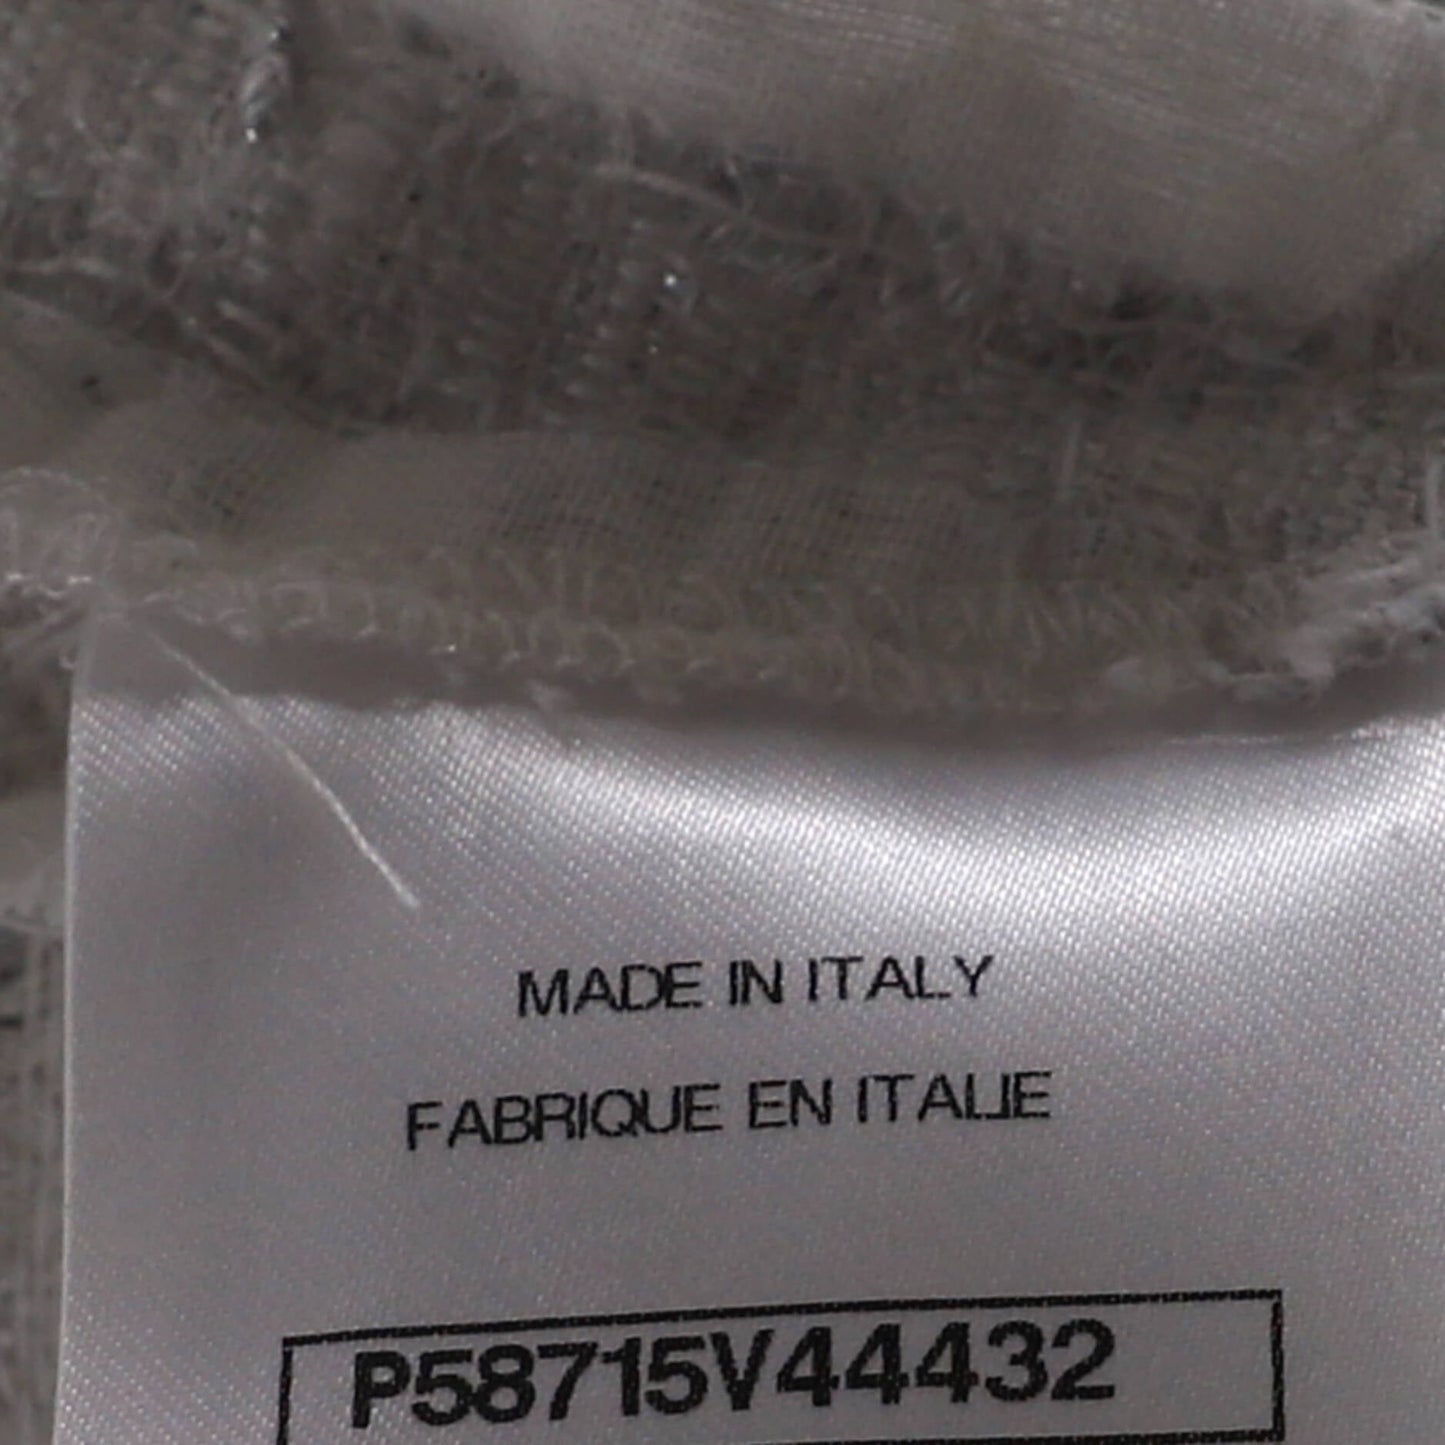 MADE IN ITALY
FABRIQUE EN ITALIE
P58715V44432